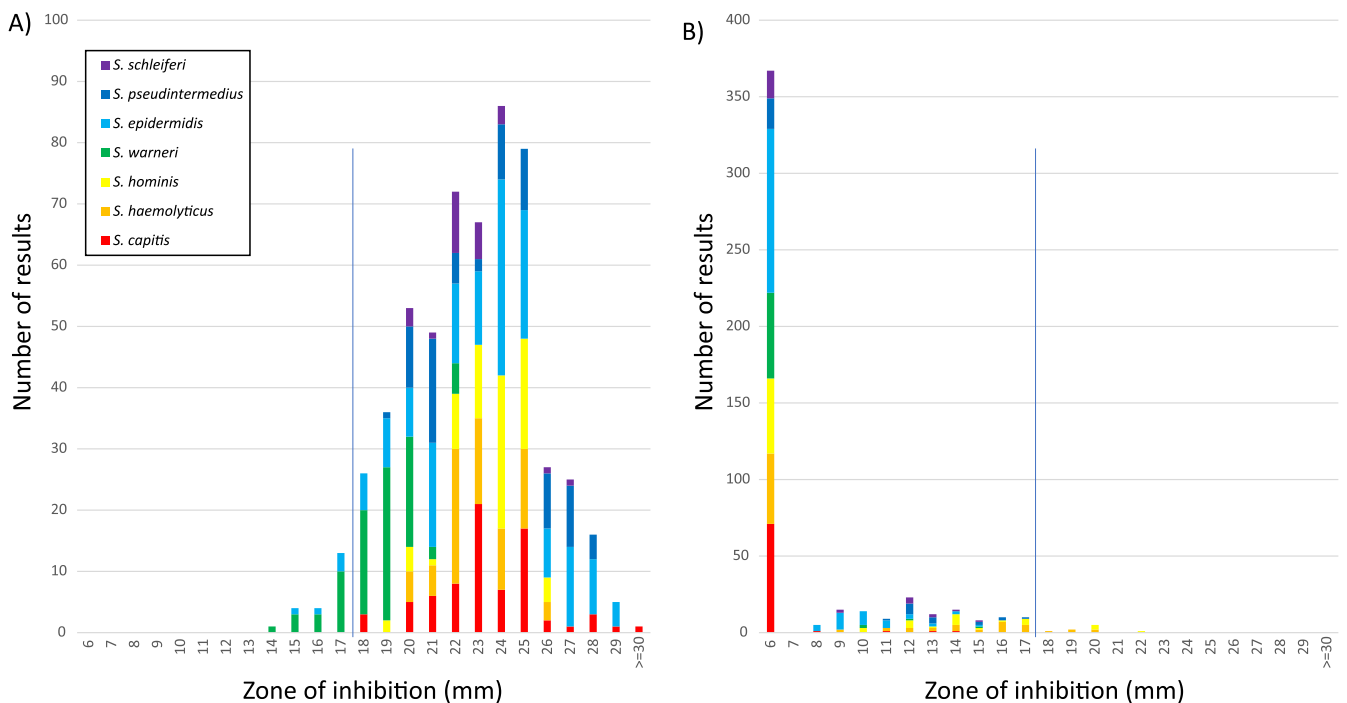 A)
100
90
80
70
60
50
40
30
20
10
0
Number of results
S. schleiferi
S. pseudintermedius
S. epidermidis
S. warneri
S. hominis
S. haemolyticus
S. capitis
6 7 8 9 10 11 12 13 14 15 16 17 18 19 20 21 22 23 24 25 26 27 28 29 >=30
Zone of inhibition (mm)
B)
400
350
300
250
200
150
100
50
0
Number of results
6 7 8 9 10 11 12 13 14 15 16 17 18 19 20 21 22 23 24 25 26 27 28 29 >=30
Zone of inhibition (mm)